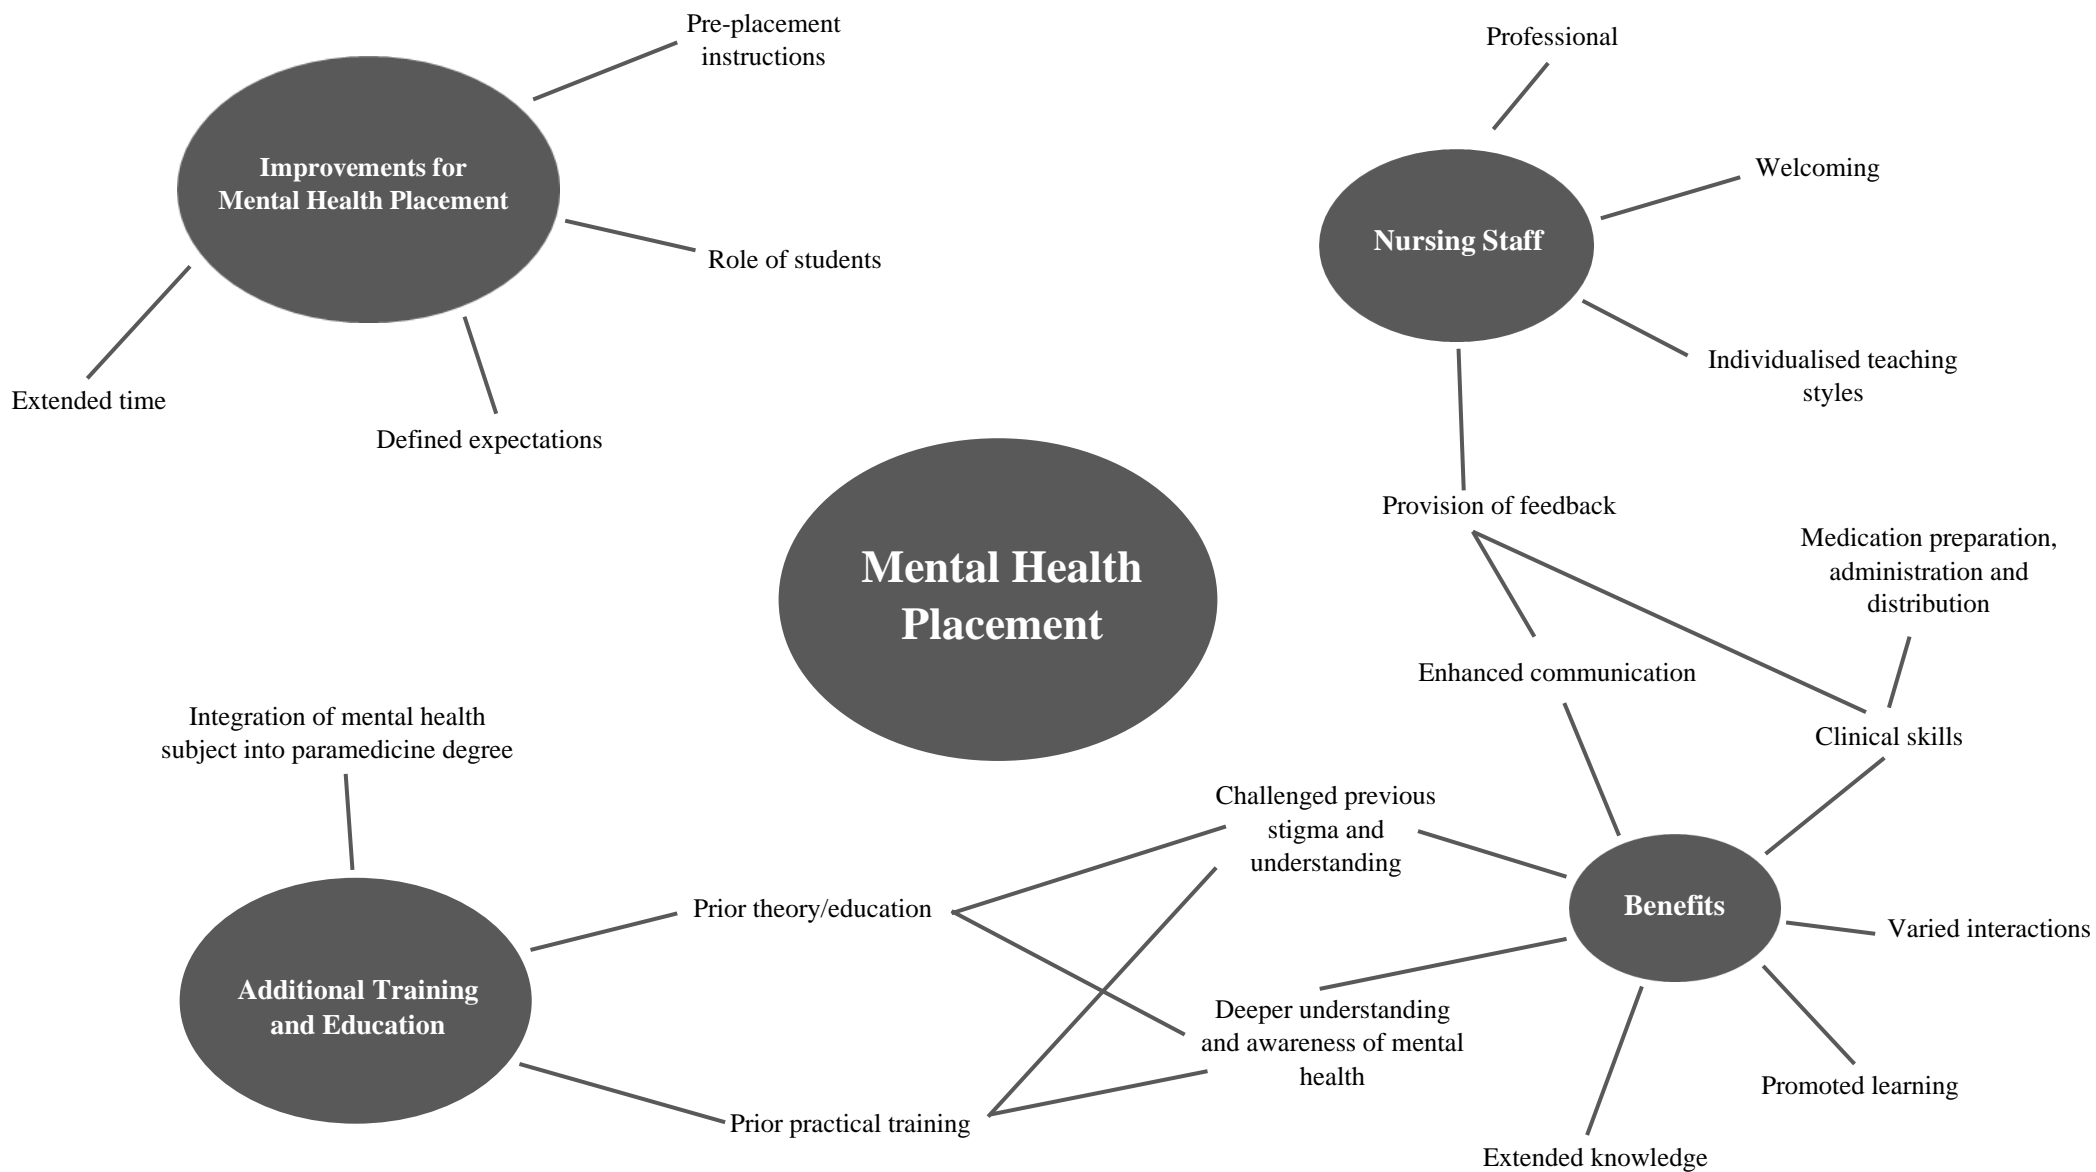 Pre-placement
instructions
Improvements for
Mental Health Placement
Role of students
Extended time
Defined expectations
Professional
Welcoming
Nursing Staff
Individualised teaching
styles
Provision of feedback
Medication preparation,
administration and
distribution
Enhanced communication
Clinical skills
Mental Health
Placement
Integration of mental health
subject into paramedicine degree
Additional Training
and Education
Prior theory/education
Prior practical training
Challenged previous
stigma and
understanding
Deeper understanding
and awareness of mental
health
Benefits
Varied interactions
Promoted learning
Extended knowledge